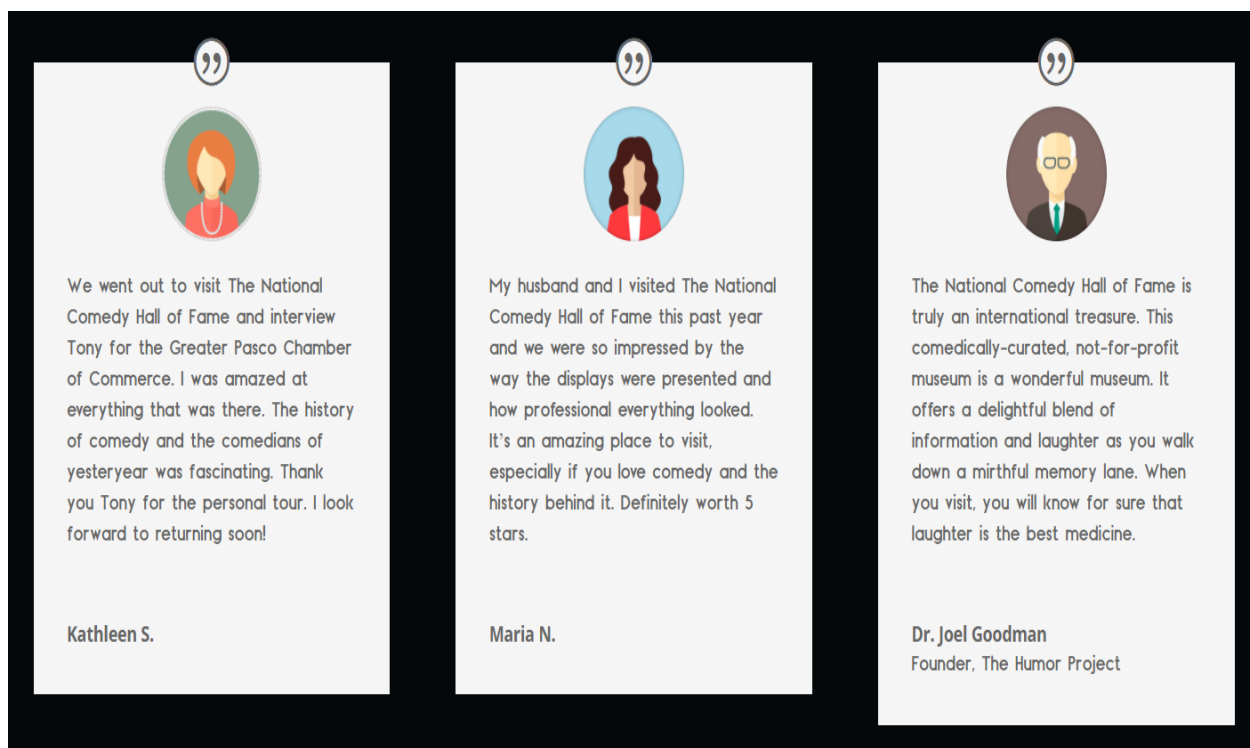 We went out to visit The National
Comedy Hall of Fame and interview
Tony for the Greater Pasco Chamber
of Commerce. I was amazed at
everything that was there. The history
of comedy and the comedians of
yesteryear was fascinating. Thank
you Tony for the personal tour. I look
forward to returning soon!
Kathleen S.
My husband and I visited The National
Comedy Hall of Fame this past year
and we were so impressed by the
way the displays were presented and
how professional everything looked.
It's an amazing place to visit,
especially if you love comedy and the
history behind it. Definitely worth 5
stars.
Maria N.
The National Comedy Hall of Fame is
truly an international treasure. This
comedically-curated, not-for-profit
museum is a wonderful museum. It
offers a delightful blend of
information and laughter as you walk
down a mirthful memory lane. When
you visit, you will know for sure that
laughter is the best medicine.
Dr. Joel Goodman
Founder, The Humor Project